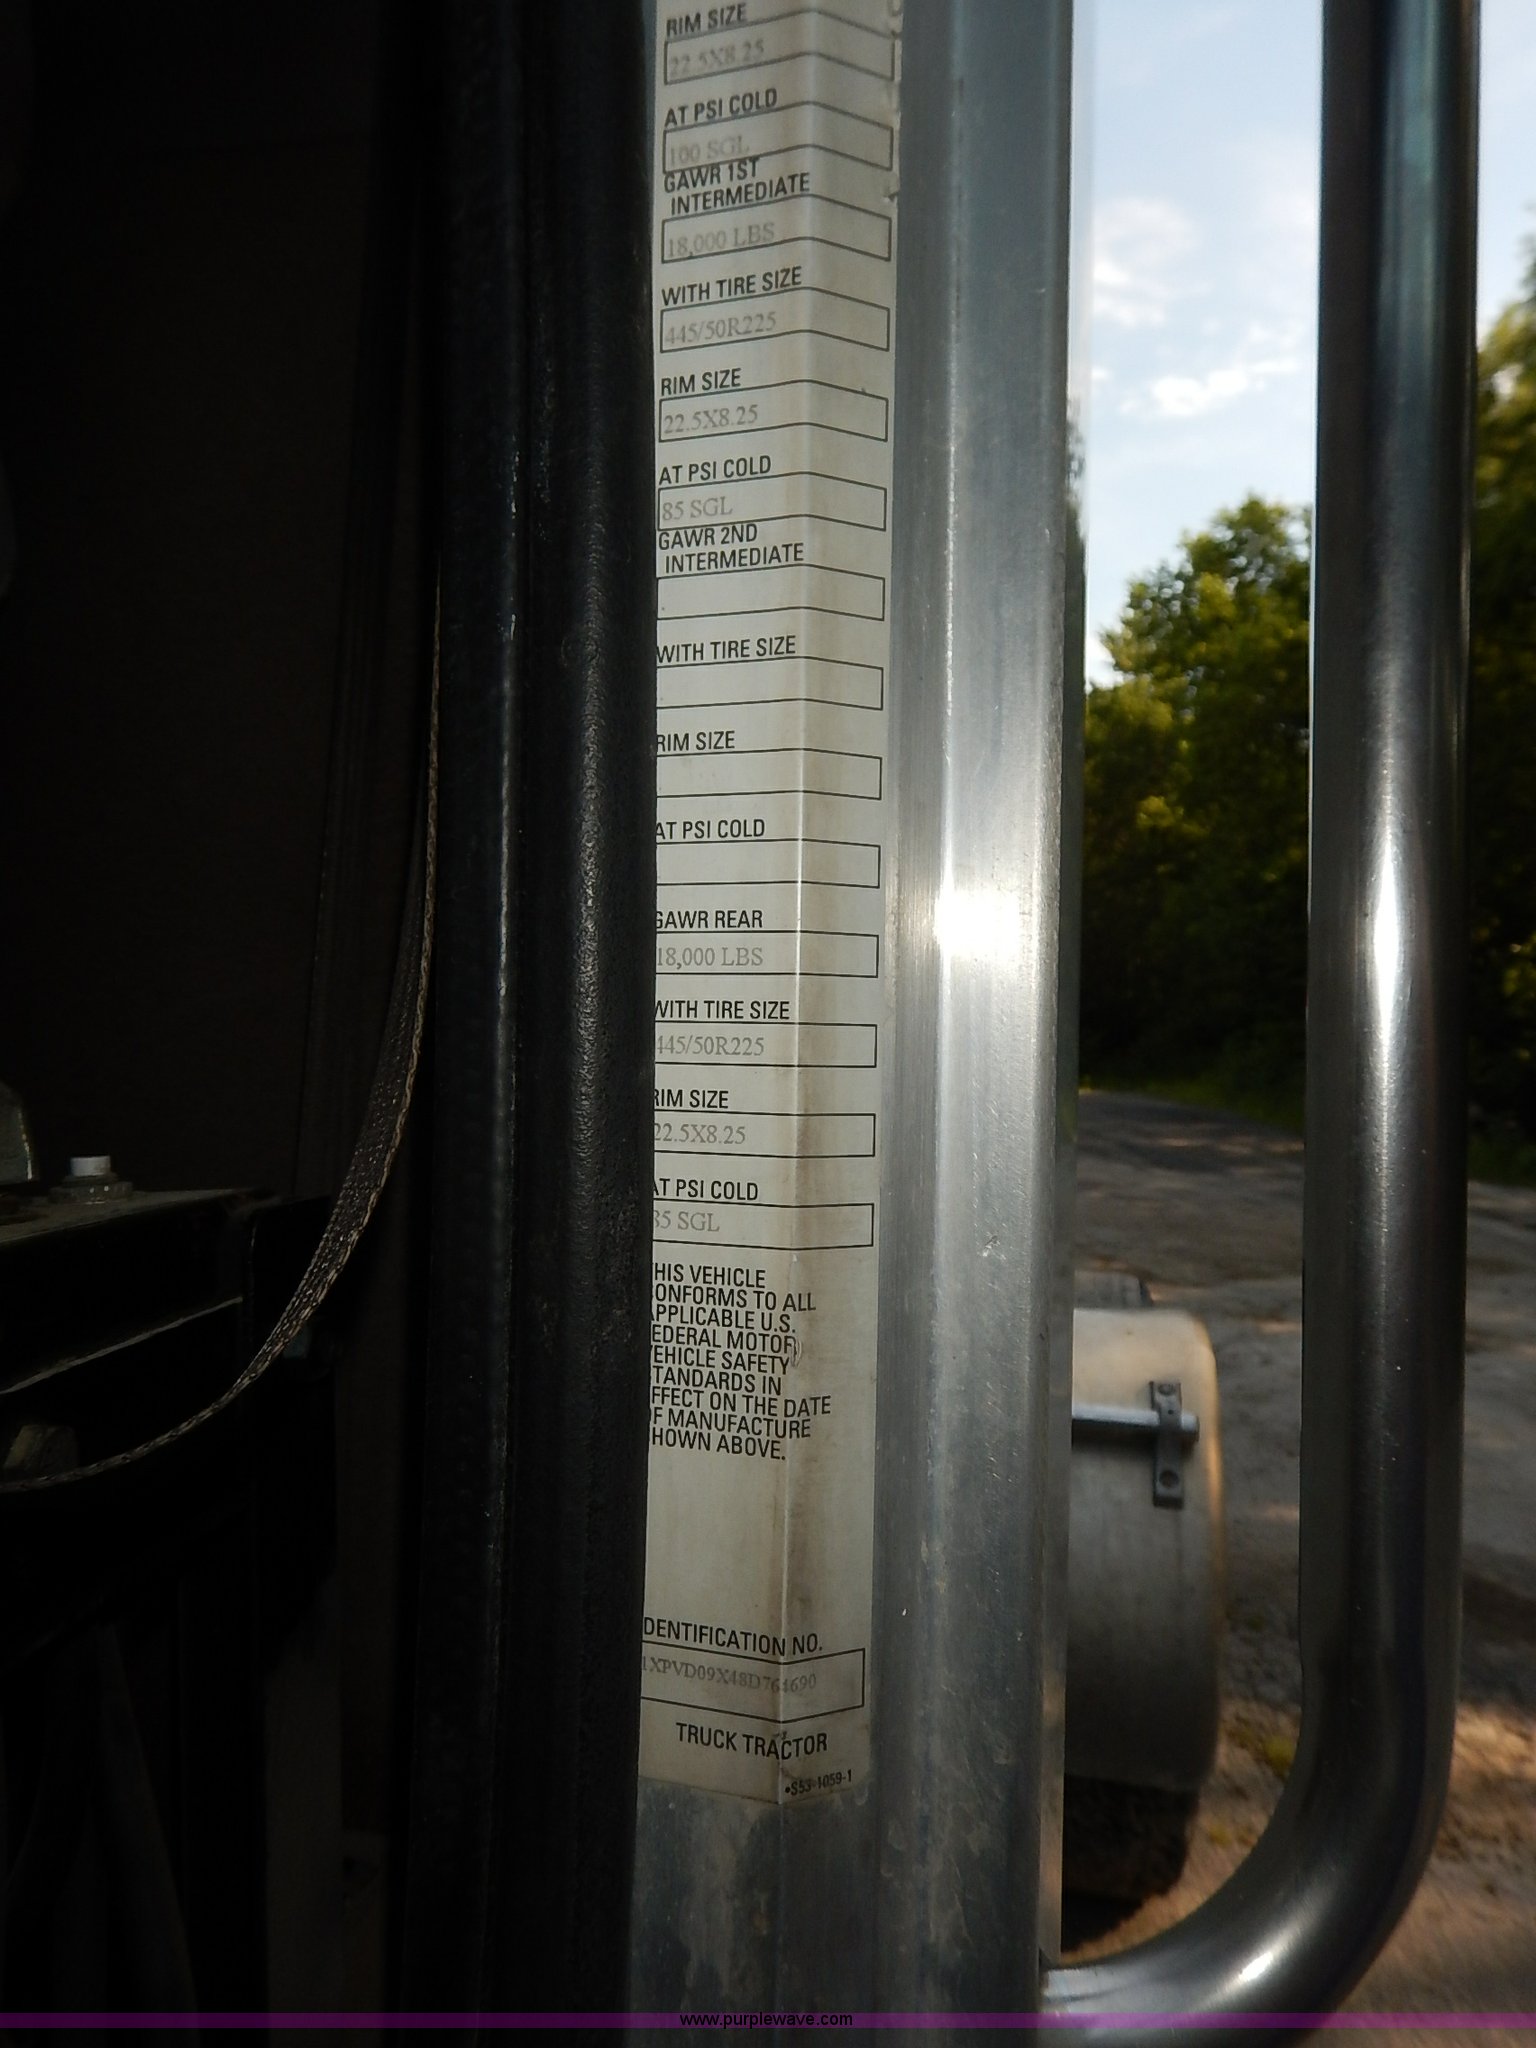 RIM SIZE
22.5X8.25
AT PSI COLD
100 SGL
GAWR 1ST
INTERMEDIATE
18,000 LBS
WITH TIRE SIZE
445/50R225
RIM SIZE
22.5X8.25
AT PSI COLD
85 SGL
GAWR 2ND
INTERMEDIATE
WITH TIRE SIZE
RIM SIZE
AT PSI COLD
GAWR REAR
18,000 LBS
WITH TIRE SIZE
445/50R225
RIM SIZE
22.5X8.25
AT PSI COLD
85 SGL
HIS VEHICLE
ONFORMS TO ALL
APPLICABLE U.S.
EDERAL MOTOR
EHICLE SAFETY
TANDARDS IN
FFECT ON THE DATE
OF MANUFACTURE
HOWN ABOVE.
DENTIFICATION NO.
1XPVD09X48D764690
TRUCK TRACTOR
•S53-1059-1
www.purplewave.com